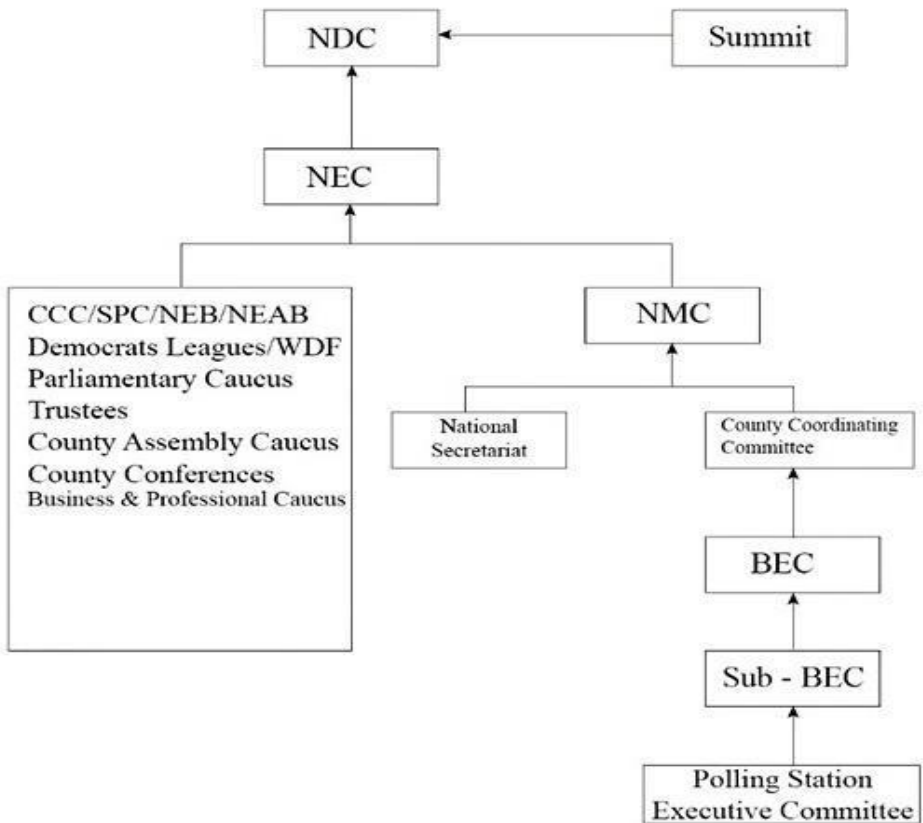 NDC
Summit
NEC
CCC/SPC/NEB/NEAB
Democrats Leagues/WDF
Parliamentary Caucus
Trustees
County Assembly Caucus
County Conferences
Business & Professional Caucus
NMC
National
Secretariat
County Coordinating
Committee
BEC
Sub - BEC
Polling Station
Executive Committee